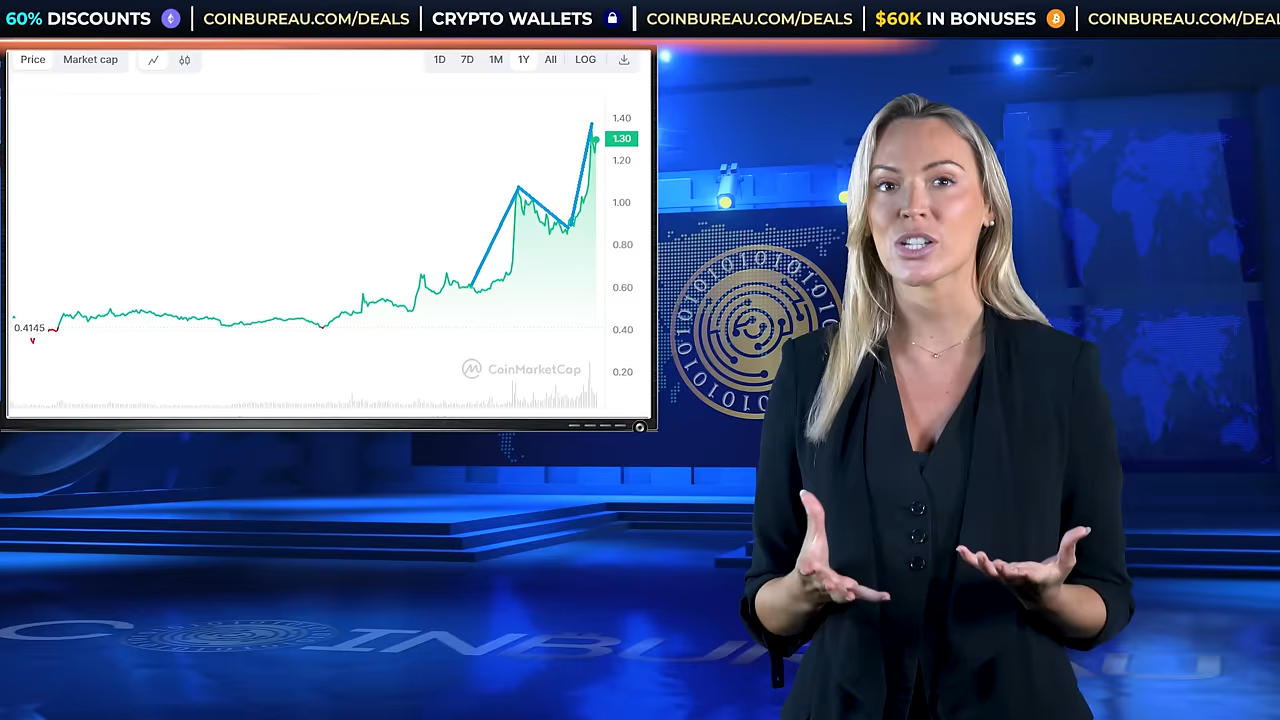 60% DISCOUNTS COINBUREAU.COM/DEALS CRYPTO WALLETS COINBUREAU.COM/DEALS $60K IN BONUSES COINBUREAU.COM/DEAL
Price Market cap 1D 7D 1M 1Y All LOG
1.40
1.30
1.20
1.00
0.80
0.60
0.4145 0.40
CoinMarketCap 0.20
COINBUREAU